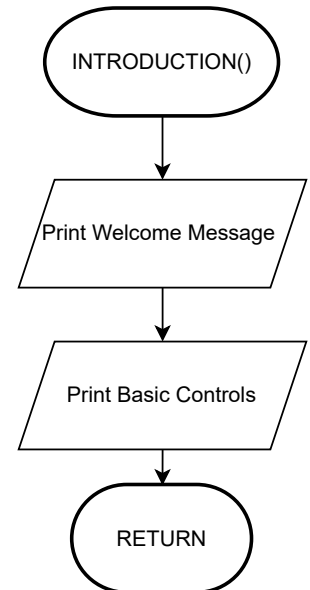 INTRODUCTION()
Print Welcome Message
Print Basic Controls
RETURN